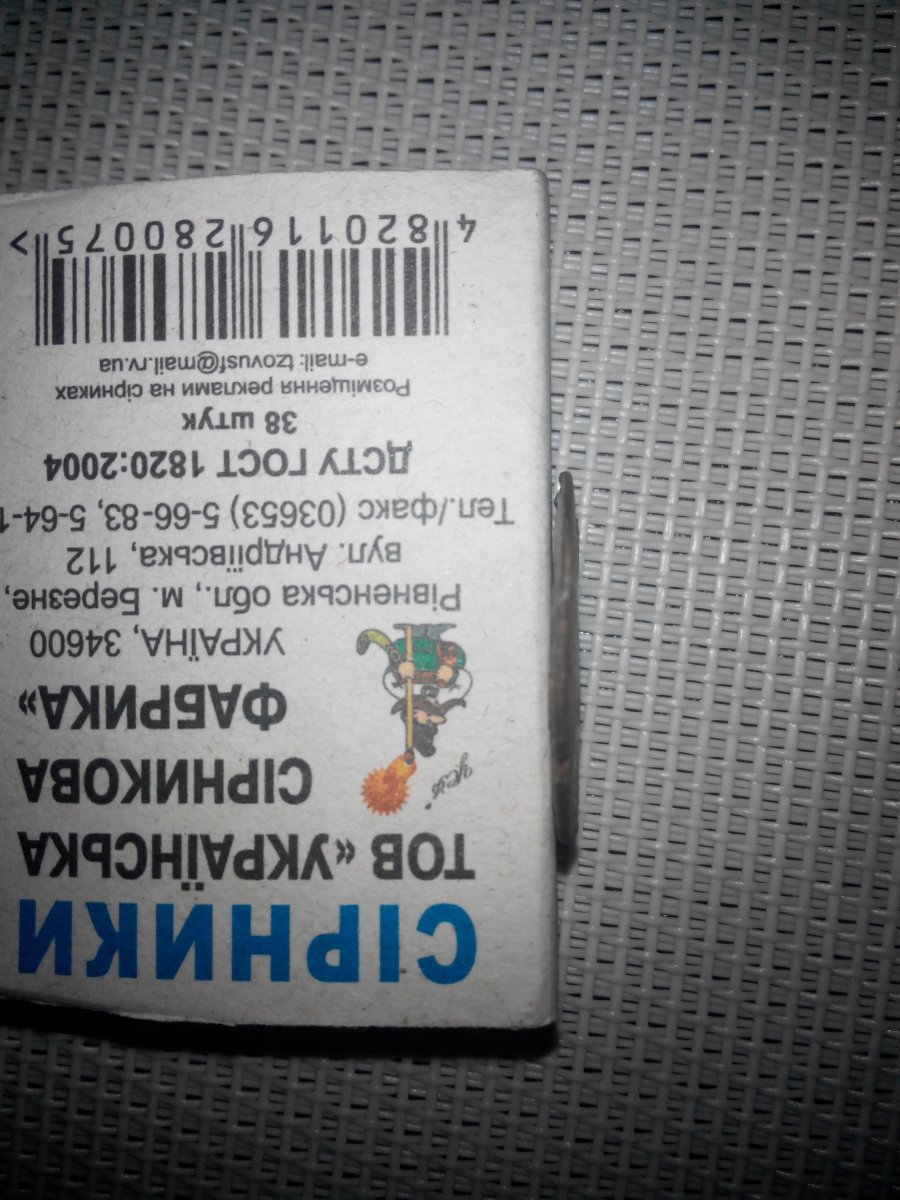 СІРНИКИ
ТОВ «УКРАЇНСЬКА
СІРНИКОВА
ФАБРИКА»
УКРАЇНА, 34600
Рівненська обл., м. Березне,
вул. Андріївська, 112
Тел./факс (03653) 5-66-83, 5-64-1
ДСТУ ГОСТ 1820:2004
38 штук
Розміщення реклами на сірниках
e-mail: tzovusf@mail.rv.ua
4 820116 280075 >